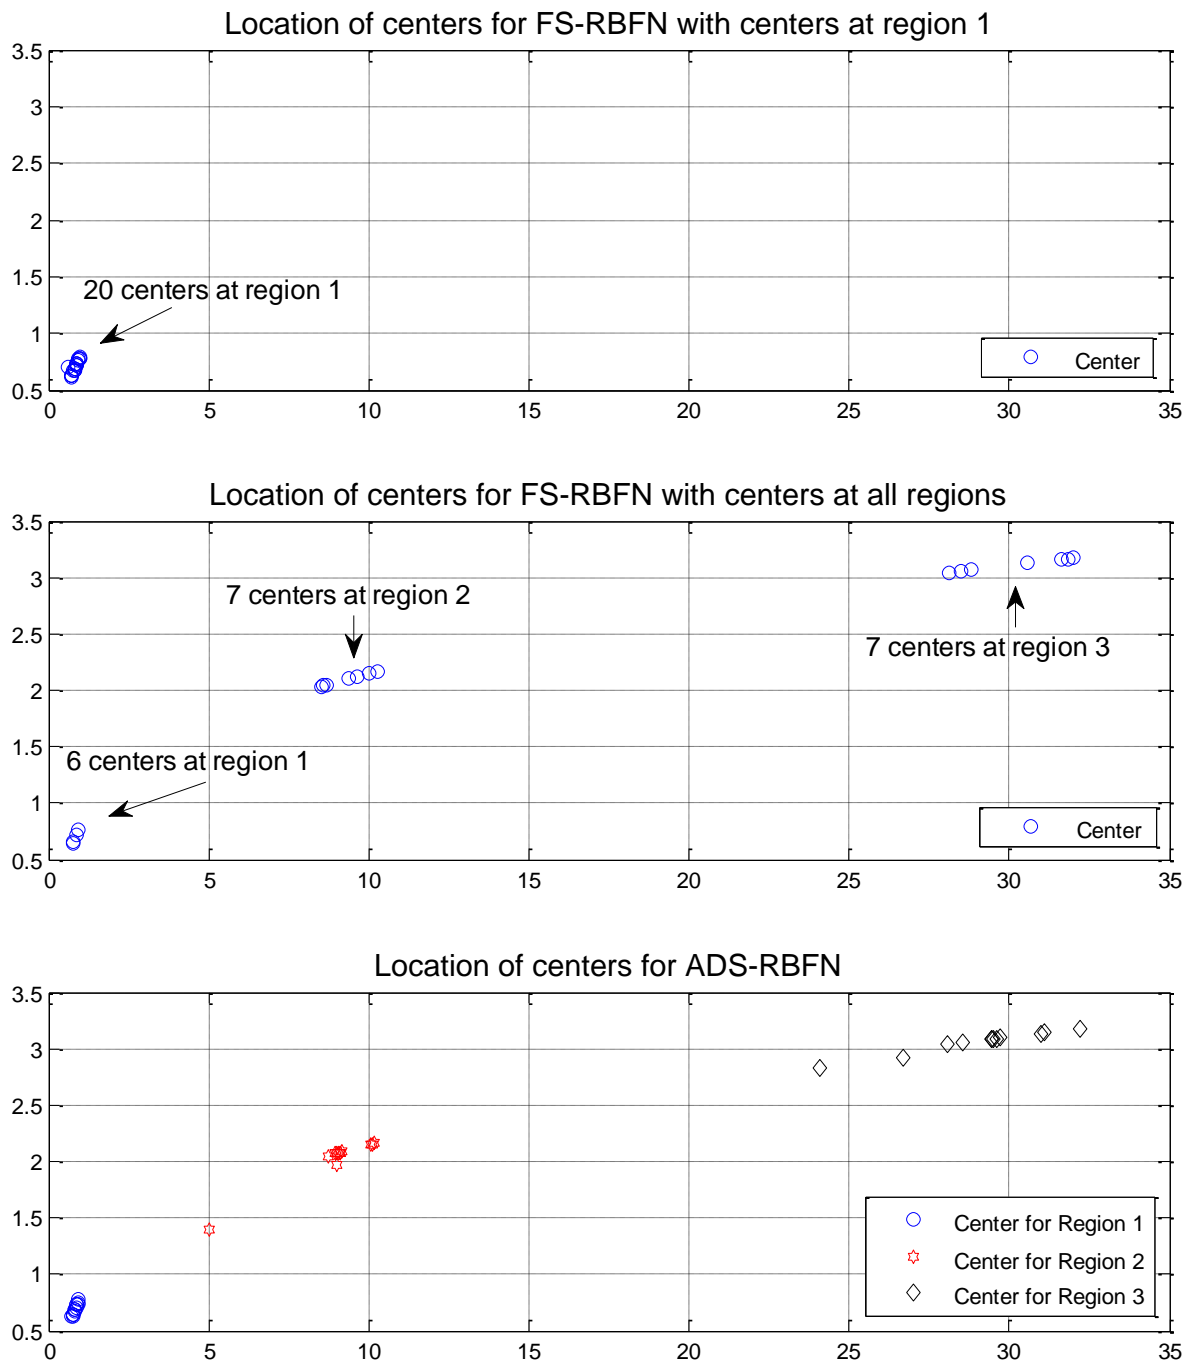 Location of centers for FS-RBFN with centers at region 1
3.5
3
2.5
2
1.5
1
0.5
20 centers at region 1
Center
0 5 10 15 20 25 30 35
Location of centers for FS-RBFN with centers at all regions
3.5
3
2.5
2
1.5
1
0.5
7 centers at region 2
7 centers at region 3
6 centers at region 1
Center
0 5 10 15 20 25 30 35
Location of centers for ADS-RBFN
3.5
3
2.5
2
1.5
1
0.5
Center for Region 1
Center for Region 2
Center for Region 3
0 5 10 15 20 25 30 35